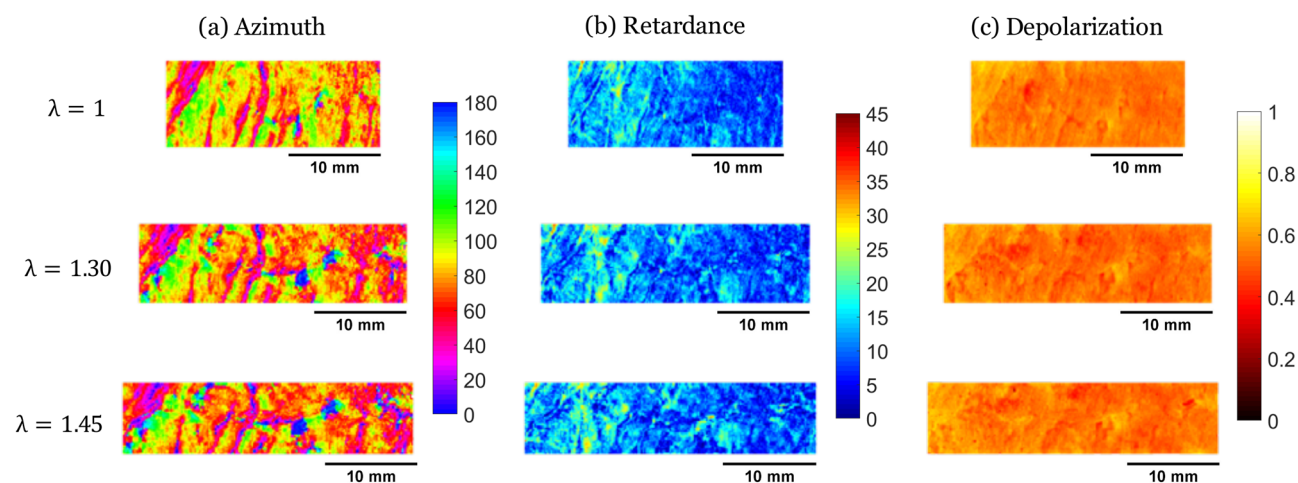 (a) Azimuth
(b) Retardance
(c) Depolarization
λ = 1
10 mm
10 mm
10 mm
λ = 1.30
10 mm
10 mm
10 mm
λ = 1.45
10 mm
10 mm
10 mm
180
160
140
120
100
80
60
40
20
0
45
40
35
30
25
20
15
10
5
0
1
0.8
0.6
0.4
0.2
0